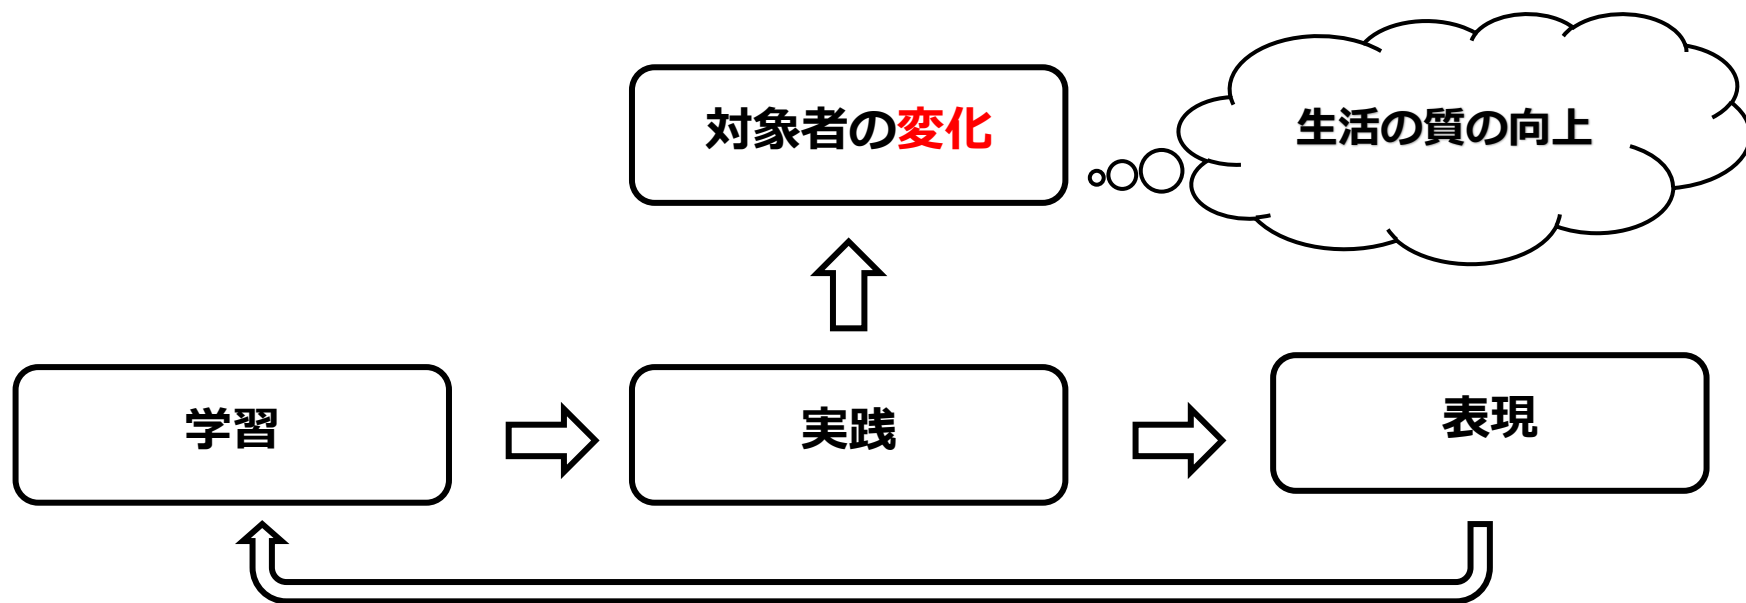 対象者の変化
生活の質の向上
学習
実践
表現